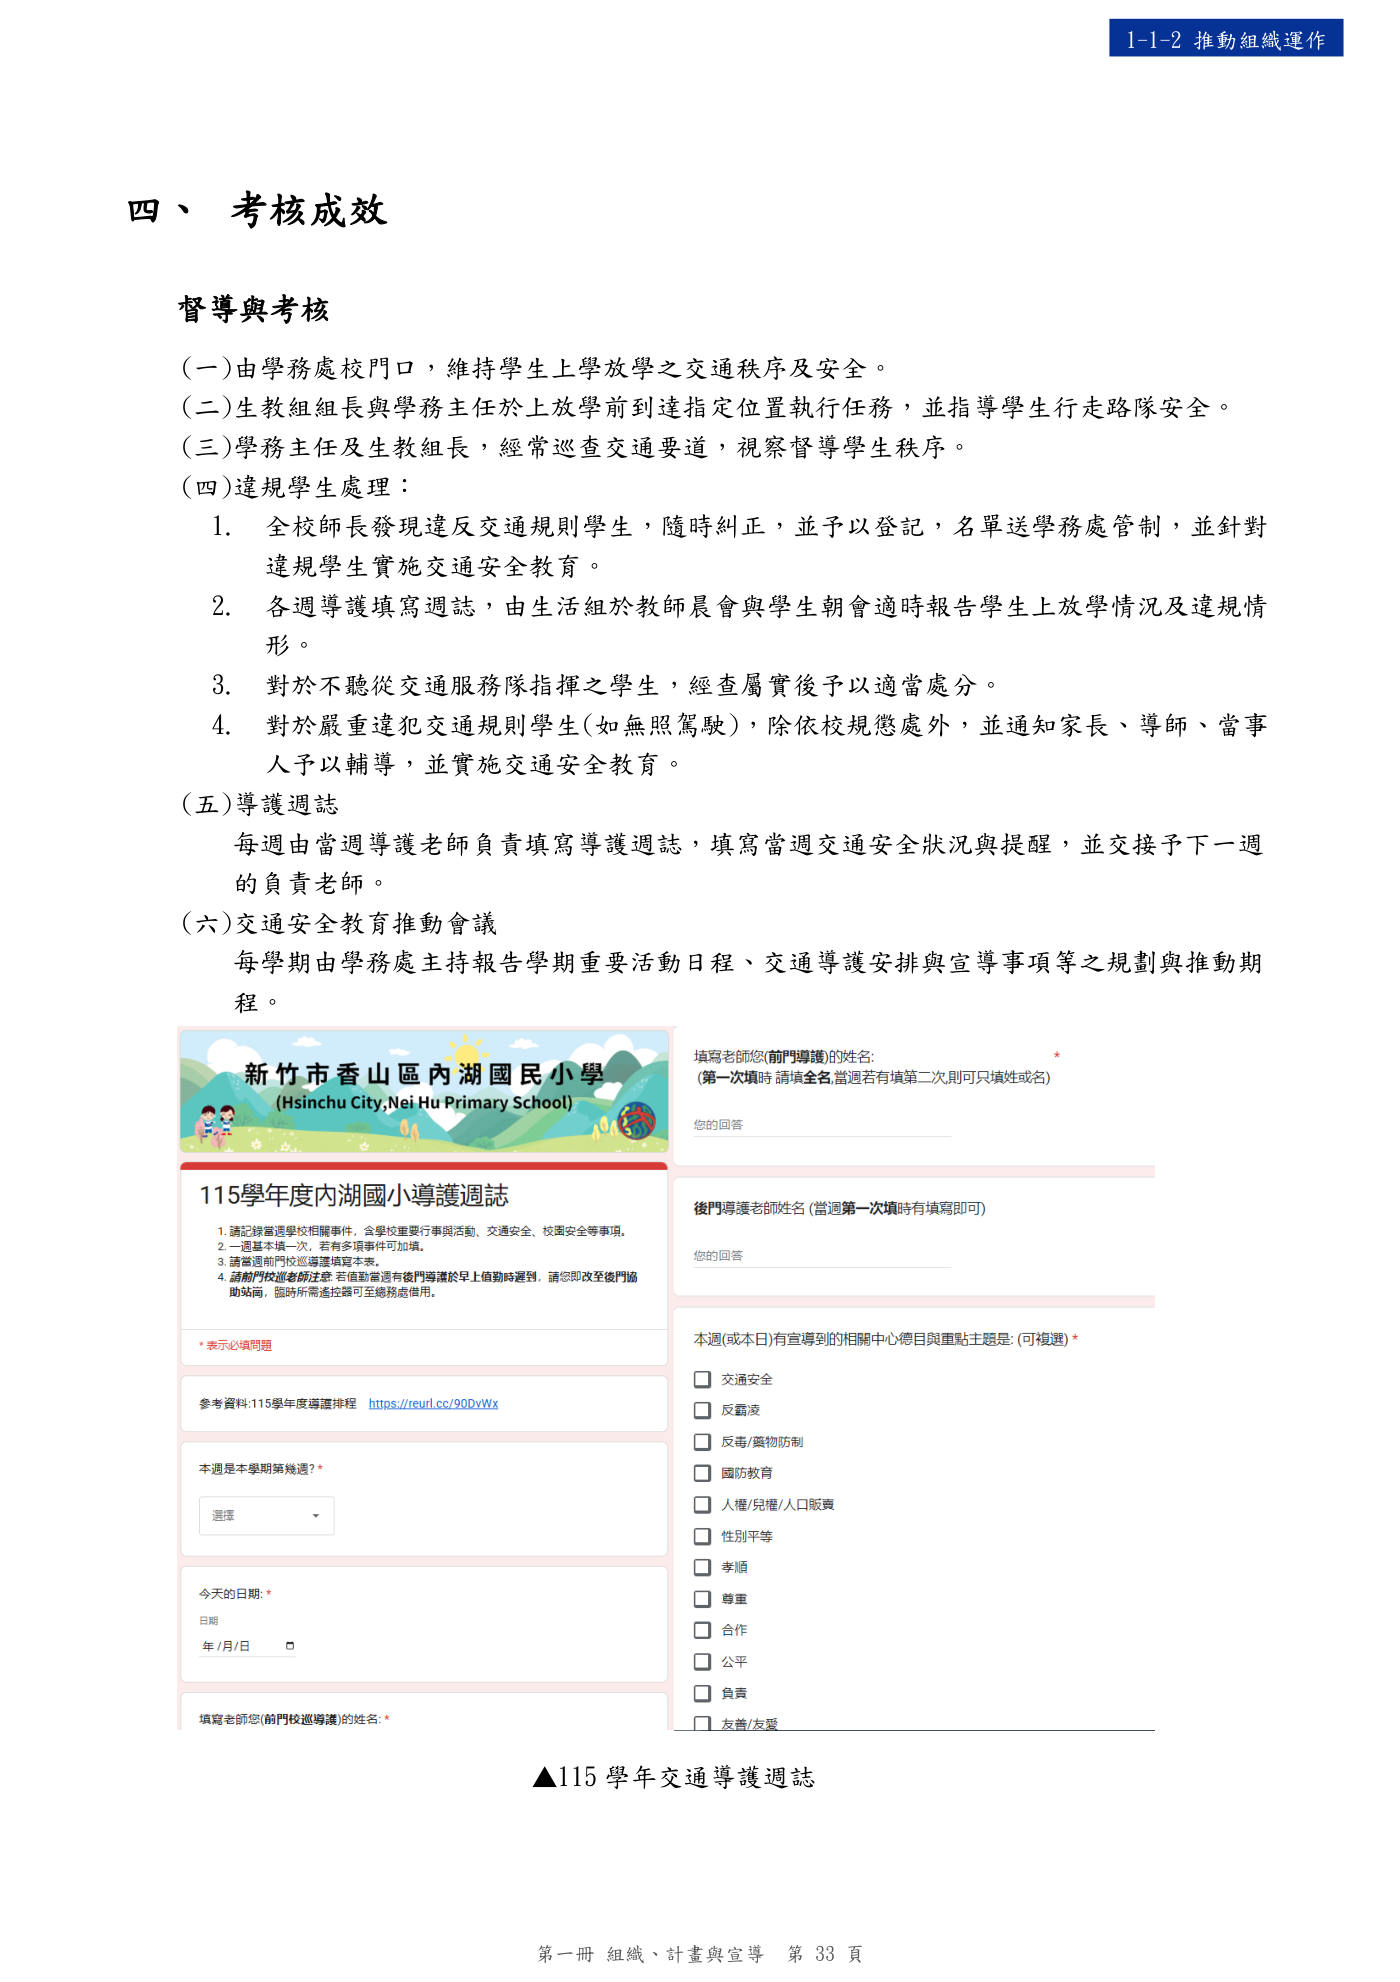 1-1-2 推動組織運作
四、 考核成效
督導與考核
(一)由學務處校門口，維持學生上學放學之交通秩序及安全。
(二)生教組組長與學務主任於上放學前到達指定位置執行任務，並指導學生行走路隊安全。
(三)學務主任及生教組長，經常巡查交通要道，視察督導學生秩序。
(四)違規學生處理：
1. 全校師長發現違反交通規則學生，隨時糾正，並予以登記，名單送學務處管制，並針對
違規學生實施交通安全教育。
2. 各週導護填寫週誌，由生活組於教師晨會與學生朝會適時報告學生上放學情況及違規情
形。
3. 對於不聽從交通服務隊指揮之學生，經查屬實後予以適當處分。
4. 對於嚴重違犯交通規則學生(如無照駕駛)，除依校規懲處外，並通知家長、導師、當事
人予以輔導，並實施交通安全教育。
(五)導護週誌
每週由當週導護老師負責填寫導護週誌，填寫當週交通安全狀況與提醒，並交接予下一週
的負責老師。
(六)交通安全教育推動會議
每學期由學務處主持報告學期重要活動日程、交通導護安排與宣導事項等之規劃與推動期
程。
新竹市香山區內湖國民小學
(Hsinchu City,Nei Hu Primary School)
115學年度內湖國小導護週誌
1. 請記錄當週學校相關事件，含學校重要行事與活動、交通安全、校園安全等事項。
2. 一週基本填一次，若有多項事件可加填。
3. 請當週前門校巡導護填寫本表。
4. 請前門校巡老師注意: 若值勤當週有後門導護於早上值勤時遲到，請您即改至後門協
助站崗，臨時所需遙控器可至總務處借用。
* 表示必填問題
參考資料:115學年度導護排程 https://reurl.cc/90DvWx
本週是本學期第幾週? *
選擇
今天的日期: *
日期
年 /月/日
填寫老師您(前門校巡導護)的姓名: *
填寫老師您(前門導護)的姓名: *
(第一次填時 請填全名,當週若有填第二次,則可只填姓或名)
您的回答
後門導護老師姓名 (當週第一次填時有填寫即可)
您的回答
本週(或本日)有宣導到的相關中心德目與重點主題是: (可複選) *
交通安全
反霸凌
反毒/藥物防制
國防教育
人權/兒權/人口販賣
性別平等
孝順
尊重
合作
公平
負責
友善/友愛
▲115 學年交通導護週誌
第一冊 組織、計畫與宣導 第 33 頁